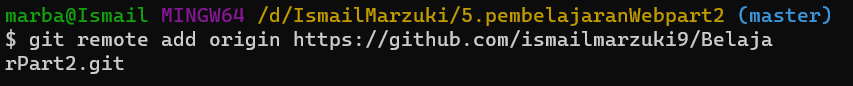 marba@Ismail MINGW64 /d/IsmailMarzuki/5.pembelajaranWebpart2 (master)
$ git remote add origin https://github.com/ismailmarzuki9/Belaja
rPart2.git